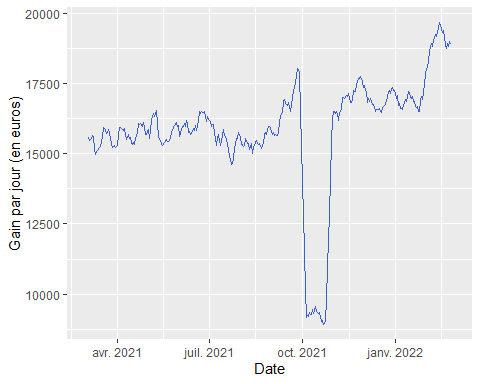 20000
17500
15000
12500
10000
Gain par jour (en euros)
avr. 2021
juil. 2021
oct. 2021
janv. 2022
Date